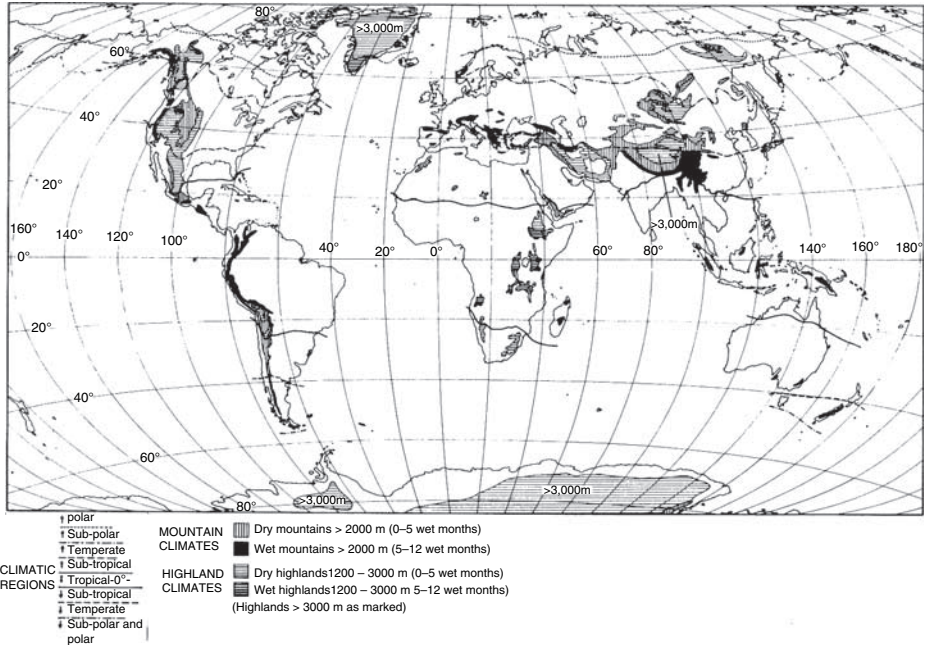 80°
>3,000m
60°
40°
20°
>3,000m
160° 140° 120° 100° 40° 20° 0° 60° 80° 140° 160° 180°
0°
20°
40°
60°
>3,000m
>3,000m
80°
CLIMATIC REGIONS
polar
Sub-polar
Temperate
Sub-tropical
Tropical-0°-
Sub-tropical
Temperate
Sub-polar and
polar
MOUNTAIN CLIMATES
Dry mountains > 2000 m (0–5 wet months)
Wet mountains > 2000 m (5–12 wet months)
HIGHLAND CLIMATES
Dry highlands1200 – 3000 m (0–5 wet months)
Wet highlands1200 – 3000 m 5–12 wet months)
(Highlands > 3000 m as marked)